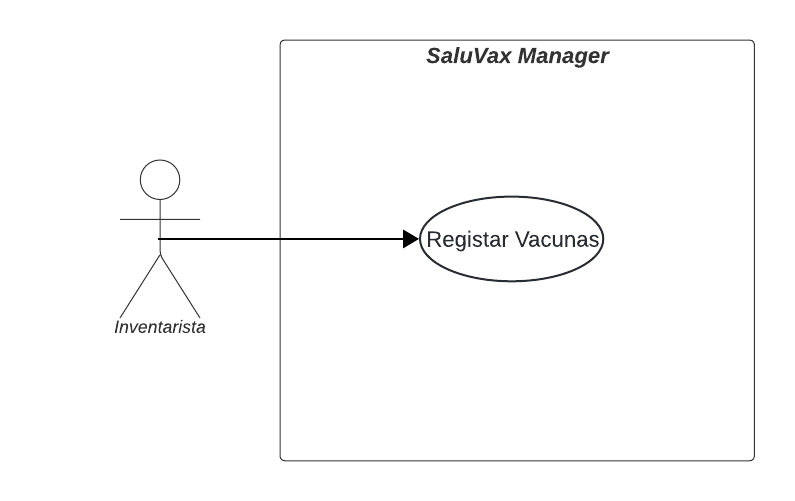 SaluVax Manager
Registar Vacunas
Inventarista